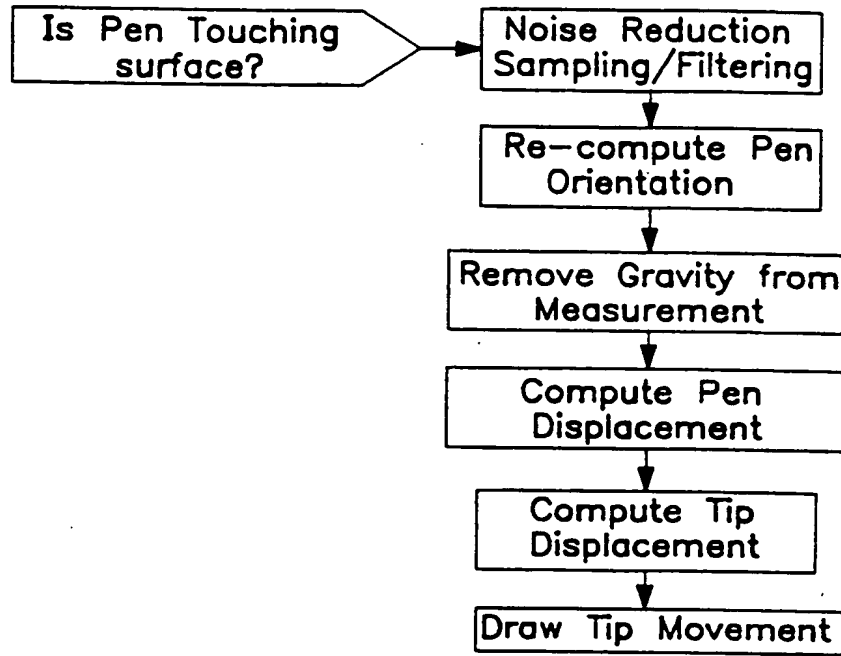 Is Pen Touching
surface?
Noise Reduction
Sampling/Filtering
Re-compute Pen
Orientation
Remove Gravity from
Measurement
Compute Pen
Displacement
Compute Tip
Displacement
Draw Tip Movement